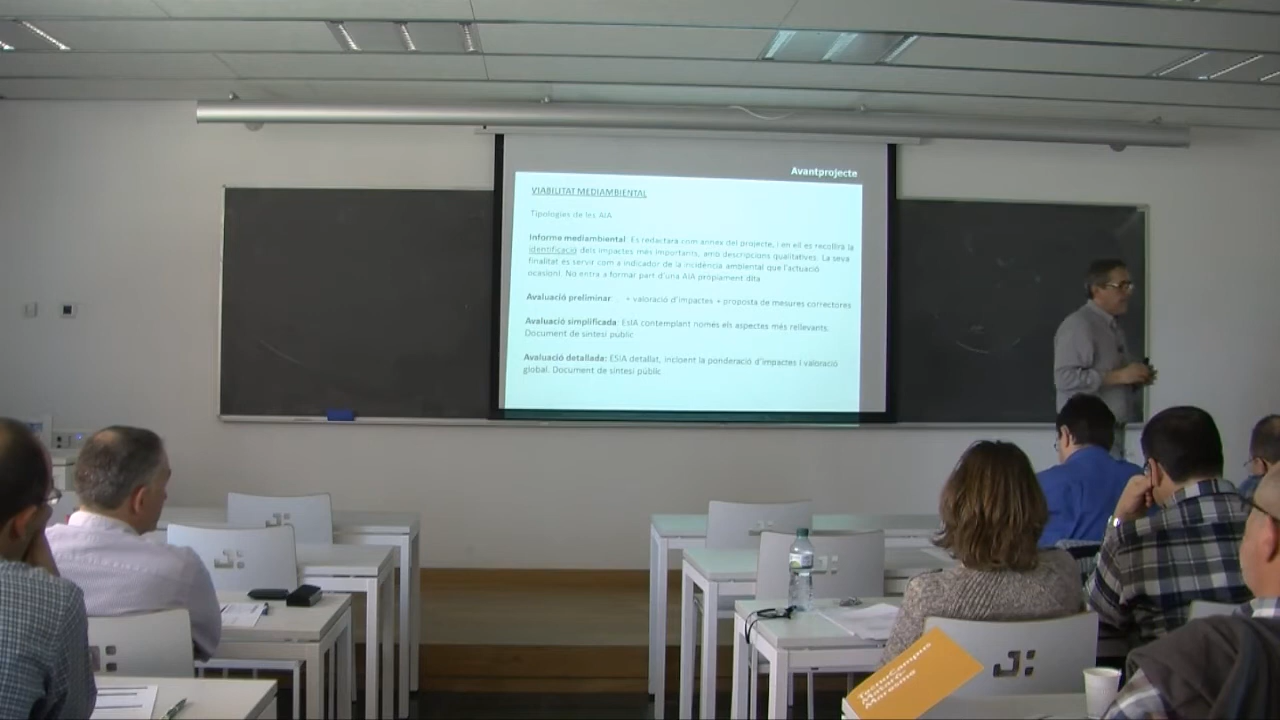 Avantprojecte
VIABILITAT MEDIAMBIENTAL
Tipologies de les AIA
Informe mediambiental: Es redactarà com annex del projecte, i en ell es recollirà la
identificació dels impactes més importants, amb descripcions qualitatives. La seva
finalitat és servir com a indicador de la incidència ambiental que l'actuació
ocasioni. No entra a formar part d'una AIA pròpiament dita
Avaluació preliminar: ... + valoració d'impactes + proposta de mesures correctores
Avaluació simplificada: EsIA contemplant només els aspectes més rellevants.
Document de síntesi públic
Avaluació detallada: ESIA detallat, incloent la ponderació d'impactes i valoració
global. Document de síntesi públic
TecnoCampus
Mataró-
Maresme